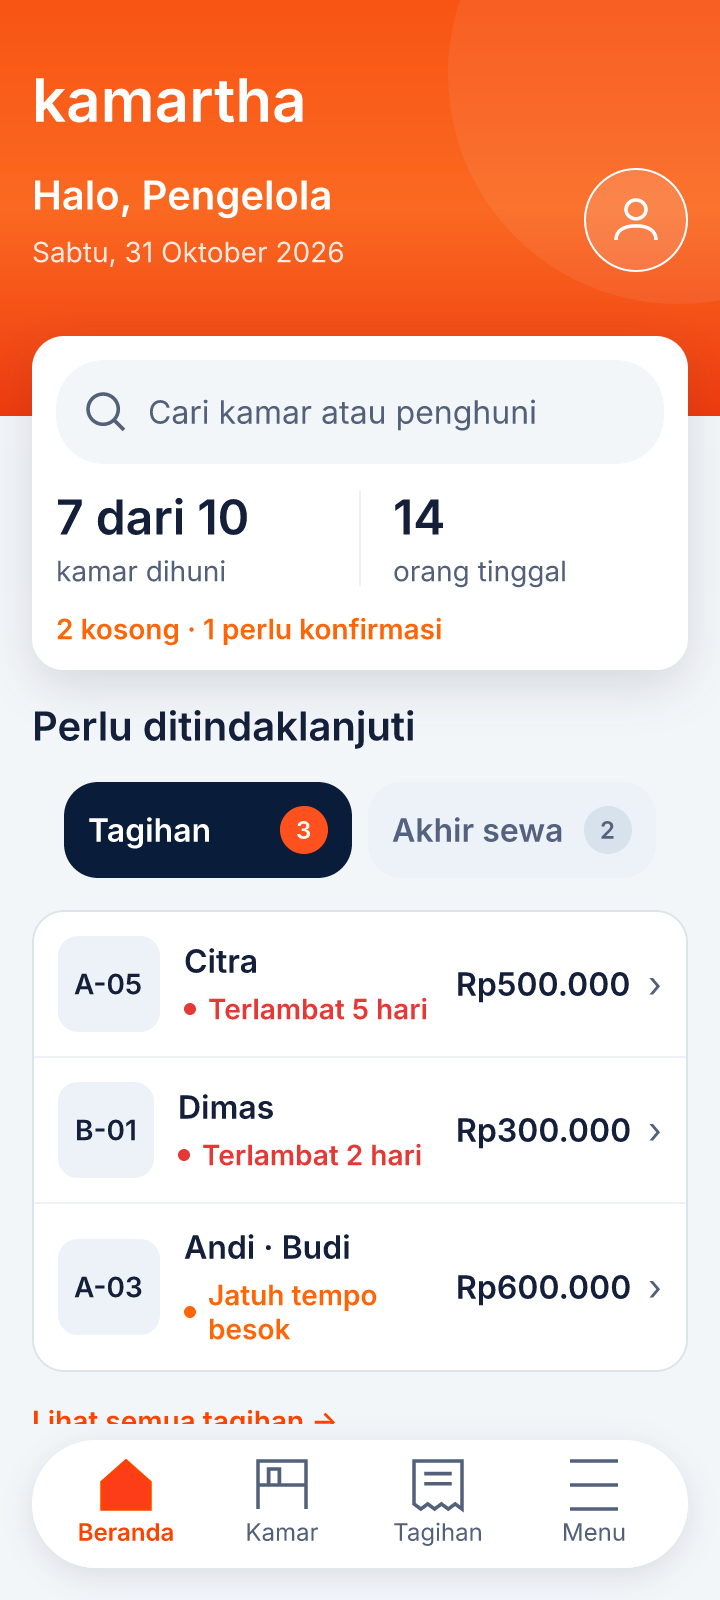 kamartha
Halo, Pengelola
Sabtu, 31 Oktober 2026
Cari kamar atau penghuni
7 dari 10
kamar dihuni
14
orang tinggal
2 kosong · 1 perlu konfirmasi
Perlu ditindaklanjuti
Tagihan 3
Akhir sewa 2
A-05
Citra
Terlambat 5 hari
Rp500.000 ›
B-01
Dimas
Terlambat 2 hari
Rp300.000 ›
A-03
Andi · Budi
Jatuh tempo
besok
Rp600.000 ›
Lihat semua tagihan →
Beranda
Kamar
Tagihan
Menu